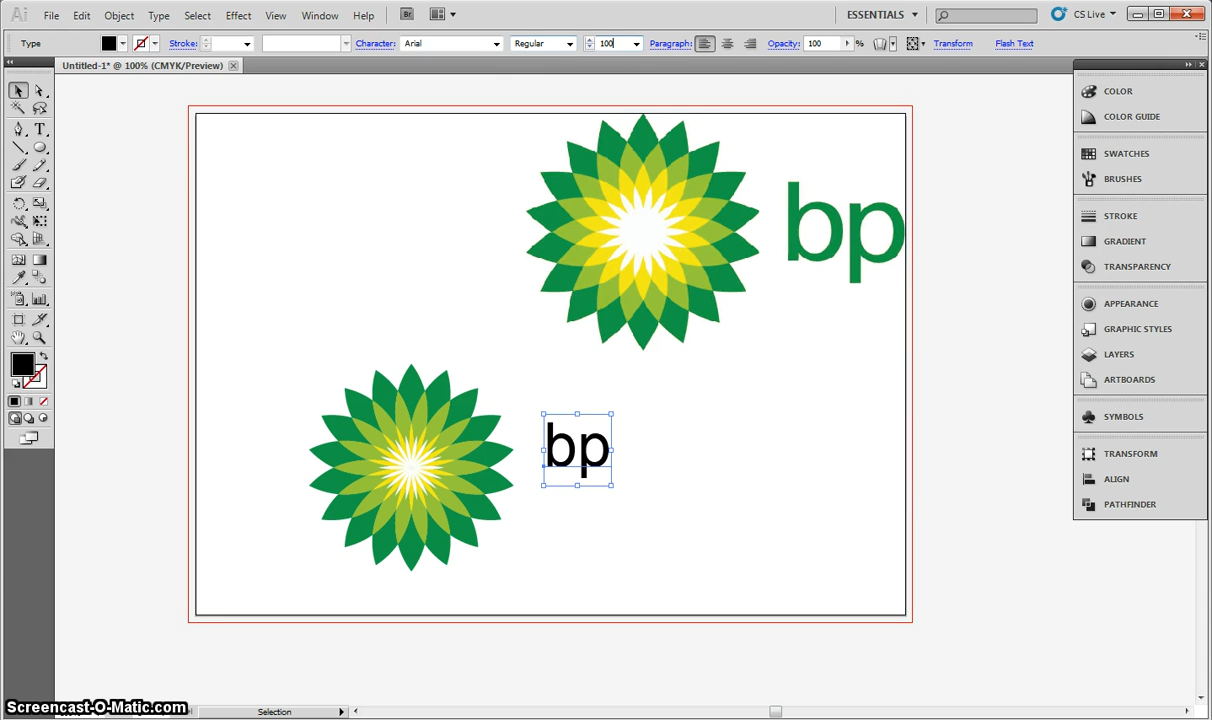 Ai File Edit Object Type Select Effect View Window Help Br ESSENTIALS CS Live
Type Stroke: Character: Arial Regular 100 Paragraph: Opacity: 100 % Transform Flash Text
Untitled-1* @ 100% (CMYK/Preview)
COLOR
COLOR GUIDE
SWATCHES
BRUSHES
STROKE
GRADIENT
TRANSPARENCY
APPEARANCE
GRAPHIC STYLES
LAYERS
ARTBOARDS
SYMBOLS
TRANSFORM
ALIGN
PATHFINDER
bp
bp
Screencast-O-Matic.com
Selection